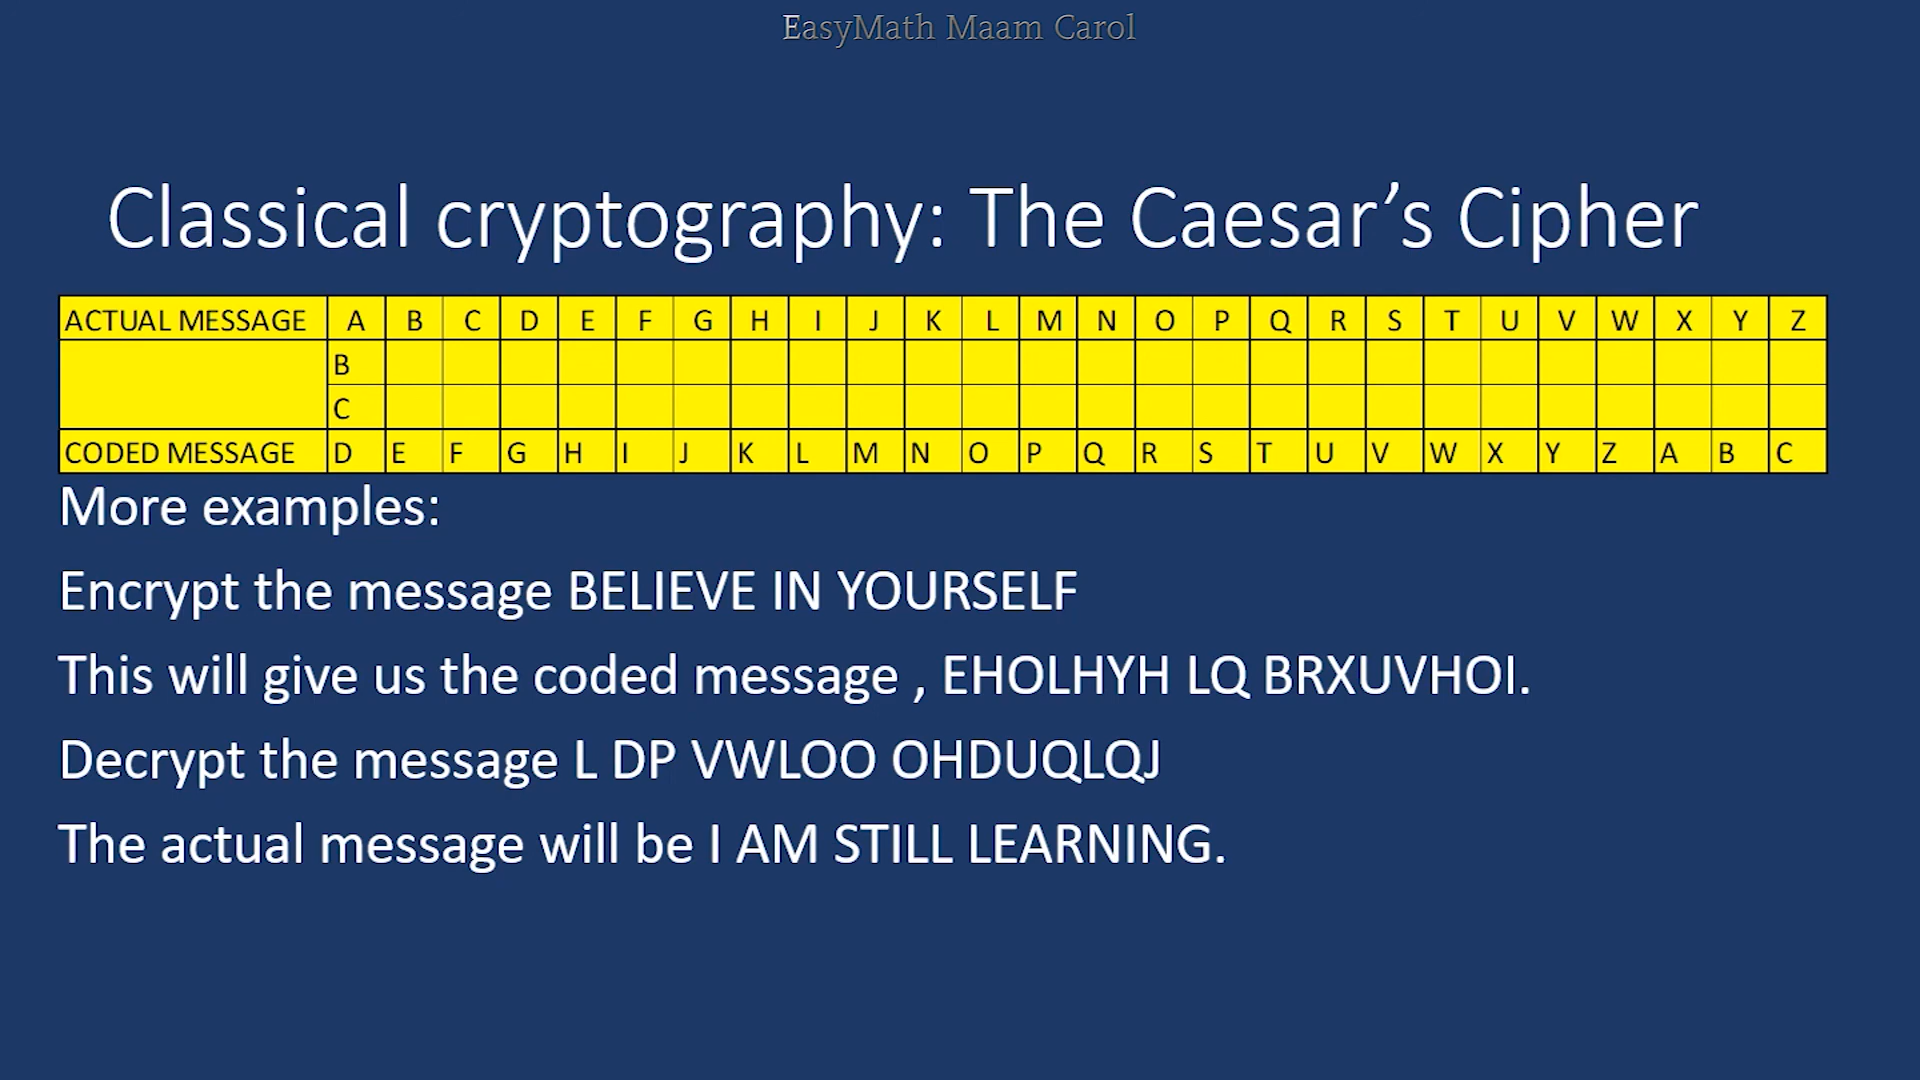 EasyMath Maam Carol
Classical cryptography: The Caesar’s Cipher
ACTUAL MESSAGE A B C D E F G H I J K L M N O P Q R S T U V W X Y Z
B
C
CODED MESSAGE D E F G H I J K L M N O P Q R S T U V W X Y Z A B C
More examples:
Encrypt the message BELIEVE IN YOURSELF
This will give us the coded message , EHOLHYH LQ BRXUVHOI.
Decrypt the message L DP VWLOO OHDUQLQJ
The actual message will be I AM STILL LEARNING.